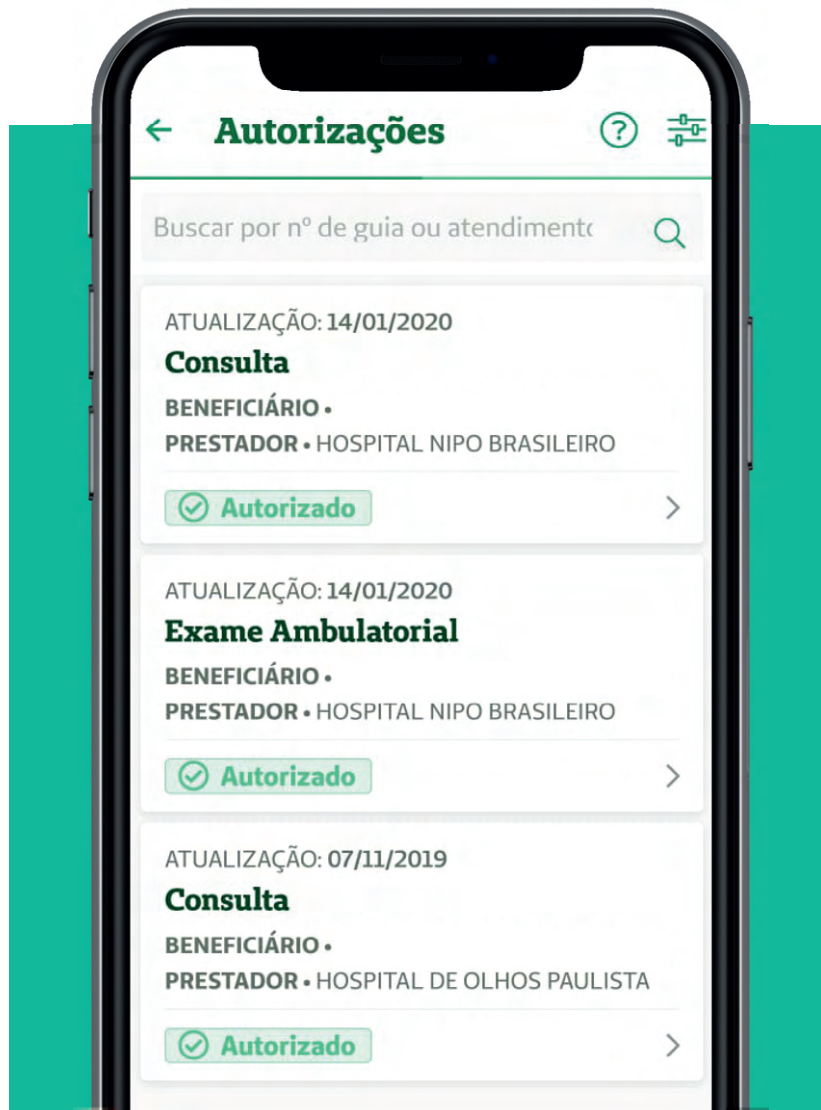 Autorizações
Buscar por nº de guia ou atendimento
ATUALIZAÇÃO: 14/01/2020
Consulta
BENEFICIÁRIO •
PRESTADOR • HOSPITAL NIPO BRASILEIRO
Autorizado
ATUALIZAÇÃO: 14/01/2020
Exame Ambulatorial
BENEFICIÁRIO •
PRESTADOR • HOSPITAL NIPO BRASILEIRO
Autorizado
ATUALIZAÇÃO: 07/11/2019
Consulta
BENEFICIÁRIO •
PRESTADOR • HOSPITAL DE OLHOS PAULISTA
Autorizado